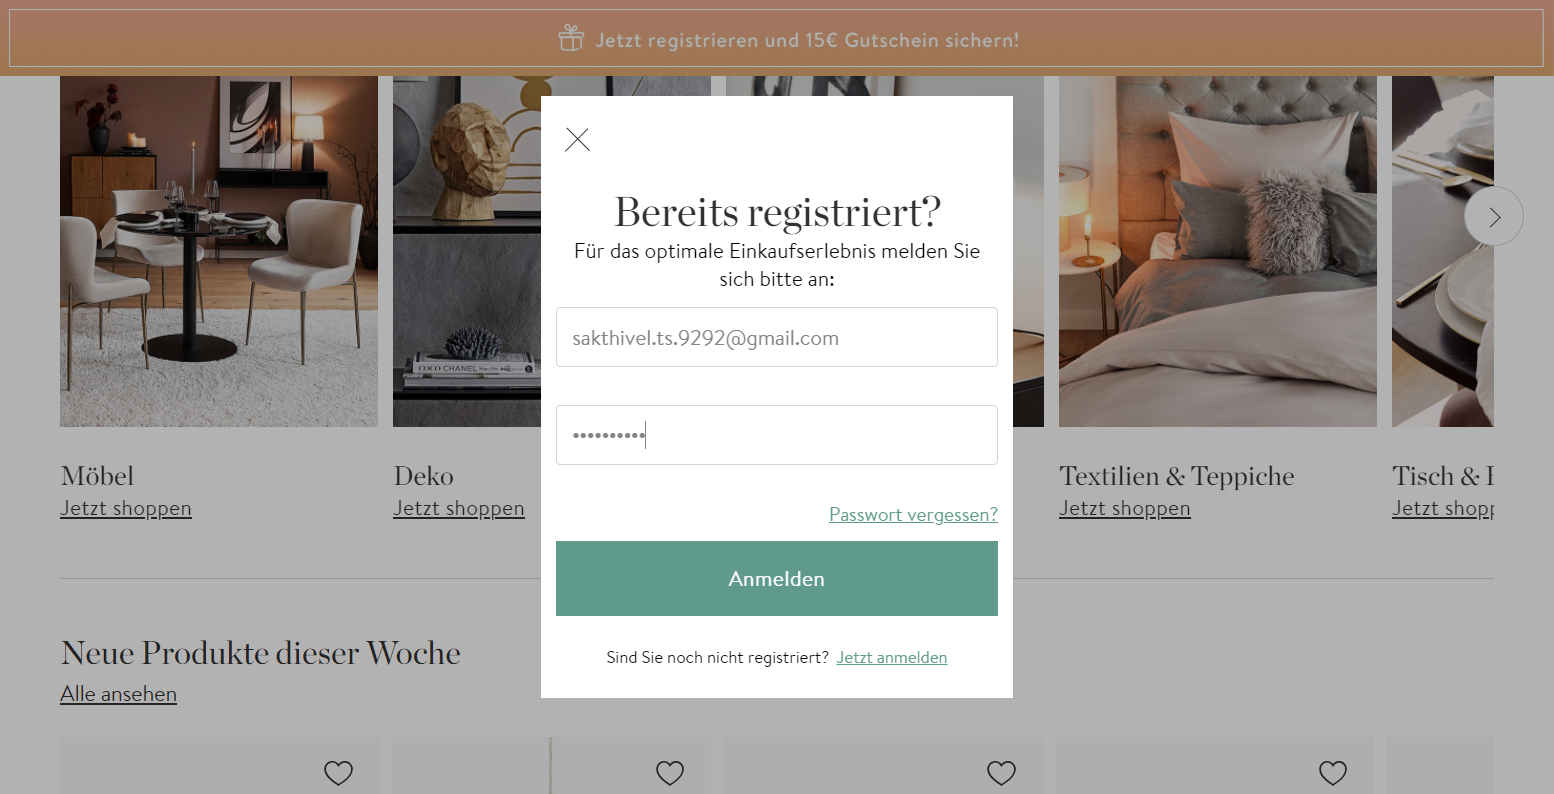 Jetzt registrieren und 15€ Gutschein sichern!
Bereits registriert?
Für das optimale Einkaufserlebnis melden Sie
sich bitte an:
sakthivel.ts.9292@gmail.com
••••••••••
Passwort vergessen?
Anmelden
Sind Sie noch nicht registriert? Jetzt anmelden
COCO CHANEL
Möbel
Jetzt shoppen
Deko
Jetzt shoppen
Textilien & Teppiche
Jetzt shoppen
Tisch &
Jetzt
Neue Produkte dieser Woche
Alle ansehen